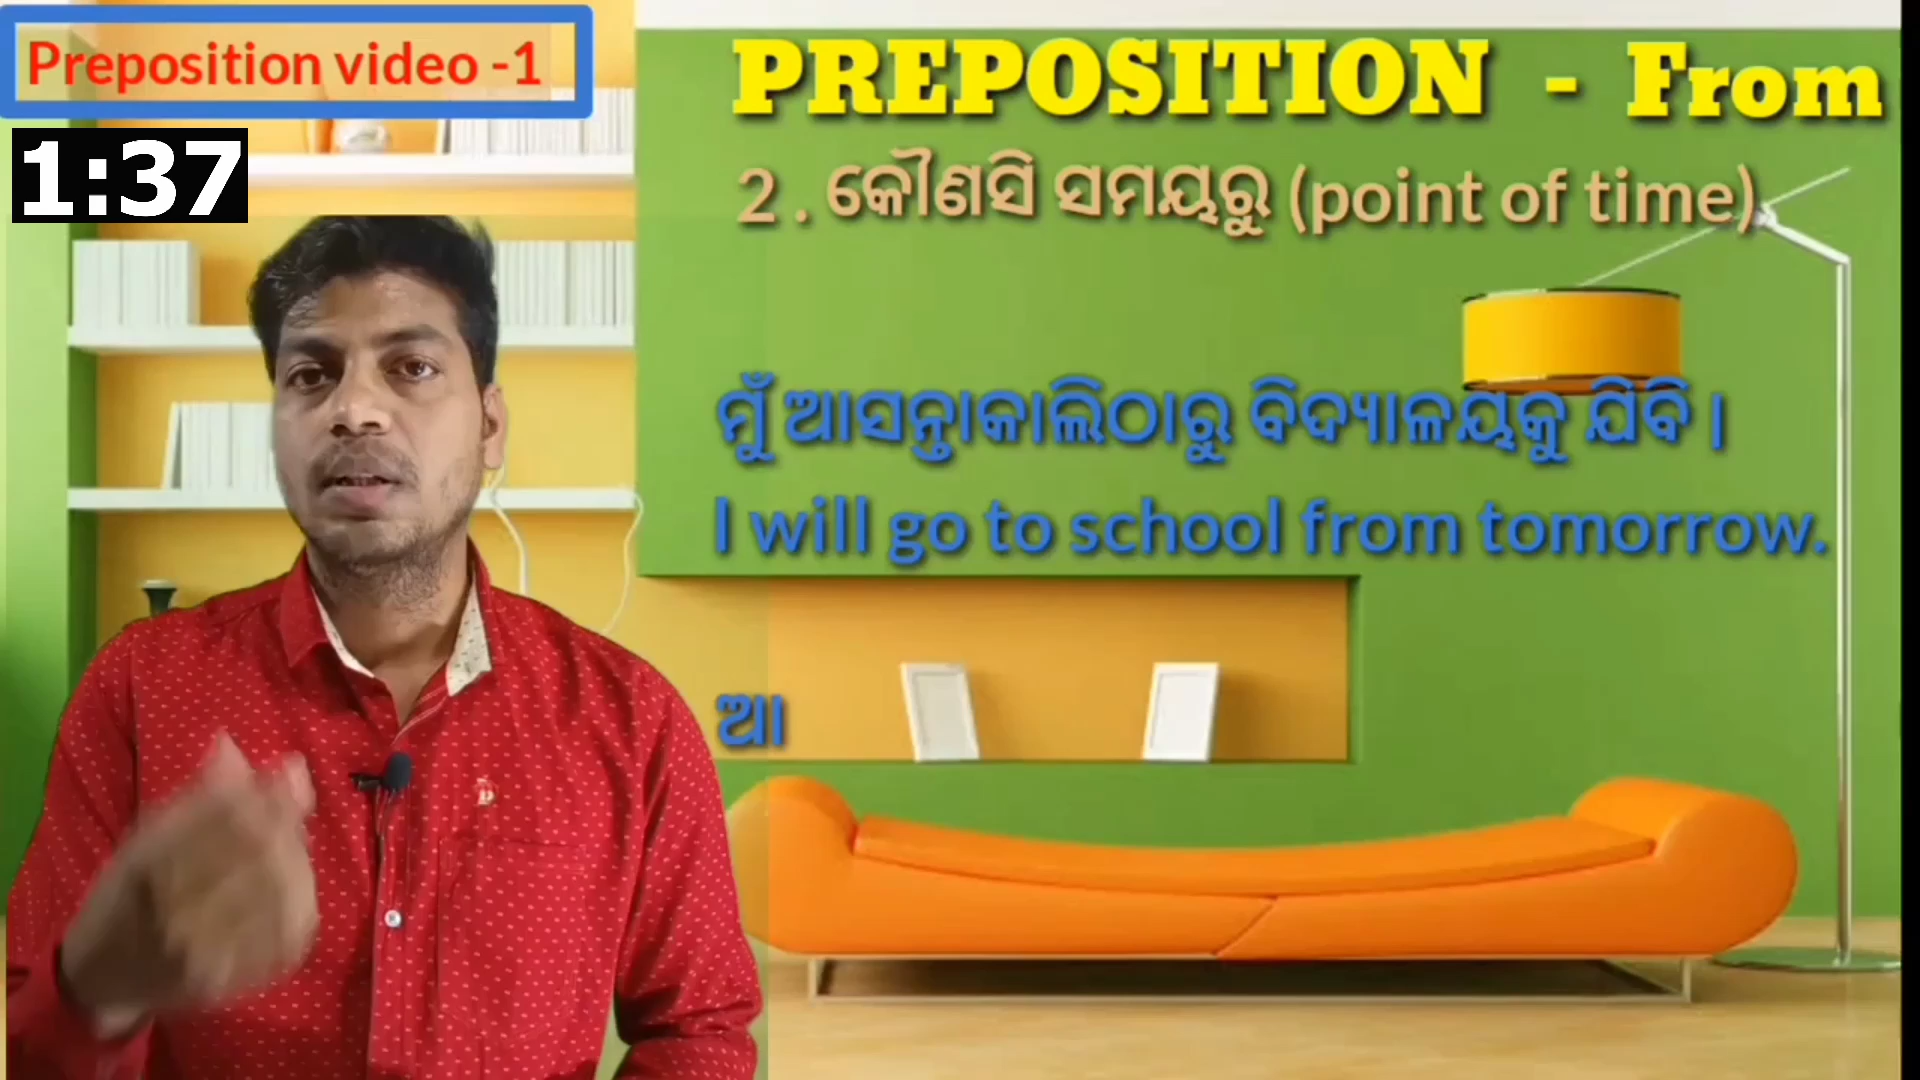 Preposition video -1
1:37
PREPOSITION - From
2 . କୌଣସି ସମୟରୁ (point of time)
ମୁଁ ଆସନ୍ତାକାଲିଠାରୁ ବିଦ୍ୟାଳୟକୁ ଯିବି ।
I will go to school from tomorrow.
ଆ